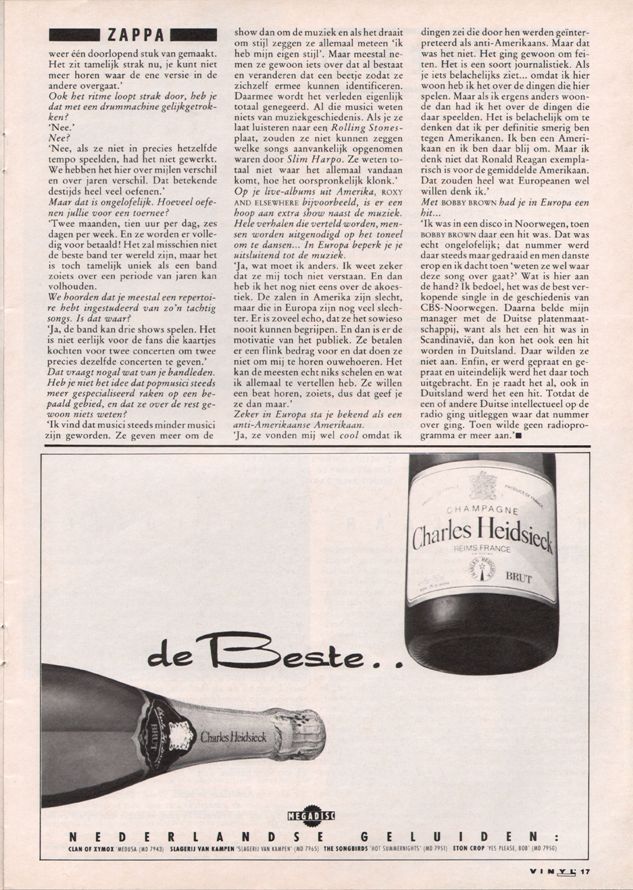 ZAPPA
weer één doorlopend stuk van gemaakt.
Het zit tamelijk strak nu, je kunt niet
meer horen waar de ene versie in de
andere overgaat.'
Ook het ritme loopt strak door, heb je
dat met een drummachine gelijkgetrok-
ken?
'Nee.'
Nee?
'Nee, als ze niet in precies hetzelfde
tempo speelden, had het niet gewerkt.
We hebben het hier over mijlen verschil
en over jaren verschil. Dat betekende
destijds heel veel oefenen.'
Maar dat is ongelofelijk. Hoeveel oefe-
nen jullie voor een toernee?
'Twee maanden, tien uur per dag, zes
dagen per week. En ze worden er volle-
dig voor betaald! Het zal misschien niet
de beste band ter wereld zijn, maar het
is toch tamelijk uniek als een band
zoiets over een periode van jaren kan
volhouden.
We hoorden dat je meestal een repertoi-
re hebt ingestudeerd van zo'n tachtig
songs. Is dat waar?
'Ja, de band kan drie shows spelen. Het
is niet eerlijk voor de fans die kaartjes
kochten voor twee concerten om twee
precies dezelfde concerten te geven.'
Dat vraagt nogal wat van je bandleden.
Heb je niet het idee dat popmusici steeds
meer gespecialiseerd raken op een be-
paald gebied, en dat ze over de rest ge-
woon niets weten?
'Ik vind dat musici steeds minder musici
zijn geworden. Ze geven meer om de
show dan om de muziek en als het draait
om stijl zeggen ze allemaal meteen 'ik
heb mijn eigen stijl'. Maar meestal ne-
men ze gewoon iets over dat al bestaat
en veranderen dat een beetje zodat ze
zichzelf ermee kunnen identificeren.
Daarmee wordt het verleden eigenlijk
totaal genegeerd. Al die musici weten
niets van muziekgeschiedenis. Als je ze
laat luisteren naar een Rolling Stones-
plaat, zouden ze niet kunnen zeggen
welke songs aanvankelijk opgenomen
waren door Slim Harpo. Ze weten to-
taal niet waar het allemaal vandaan
komt, hoe het oorspronkelijk klonk.'
Op je live-albums uit Amerika, ROXY
AND ELSEWHERE bijvoorbeeld, is er een
hoop aan extra show naast de muziek.
Hele verhalen die verteld worden, men-
sen worden uitgenodigd op het toneel
om te dansen... In Europa beperk je je
uitsluitend tot de muziek.
'Ja, wat moet ik anders. Ik weet zeker
dat ze mij toch niet verstaan. En dan
heb ik het nog niet eens over de akoes-
tiek. De zalen in Amerika zijn slecht,
maar die in Europa zijn nog veel slech-
ter. Er is zoveel echo, dat ze het sowieso
nooit kunnen begrijpen. En dan is er de
motivatie van het publiek. Ze betalen
er een flink bedrag voor en dat doen ze
niet om mij te horen ouwehoeren. Het
kan de meesten echt niks schelen en wat
ik allemaal te vertellen heb. Ze willen
een beat horen, zoiets, dus dat geef je
ze dan maar.'
Zeker in Europa sta je bekend als een
anti-Amerikaanse Amerikaan.
'Ja, ze vonden mij wel cool omdat ik
dingen zei die door hen werden geïnter-
preteerd als anti-Amerikaans. Maar dat
was het niet. Het ging gewoon om fei-
ten. Het is een soort journalistiek. Als
je iets belachelijks ziet... omdat ik hier
woon heb ik het over de dingen die hier
spelen. Maar als ik ergens anders woon-
de dan had ik het over de dingen die
daar speelden. Het is belachelijk om te
denken dat ik per definitie smerig ben
tegen Amerikanen. Ik ben een Ameri-
kaan en ik ben daar blij om. Maar ik
denk niet dat Ronald Reagan exempla-
risch is voor de gemiddelde Amerikaan.
Dat zouden heel wat Europeanen wel
willen denk ik.'
Met BOBBY BROWN had je in Europa een
hit...
'Ik was in een disco in Noorwegen, toen
BOBBY BROWN daar een hit was. Dat was
echt ongelofelijk; dat nummer werd
daar steeds maar gedraaid en men danste
erop en ik dacht toen 'weten ze wel waar
deze song over gaat?' Wat is hier aan
de hand? Ik bedoel, het was de best ver-
kopende single in de geschiedenis van
CBS-Noorwegen. Daarna belde mijn
manager met de Duitse platenmaat-
schappij, want als het een hit was in
Scandinavië, dan kon het ook een hit
worden in Duitsland. Daar wilden ze
niet aan. Enfin, er werd gepraat en ge-
praat en uiteindelijk werd het daar toch
uitgebracht. En je raadt het al, ook in
Duitsland werd het een hit. Totdat de
een of andere Duitse intellectueel op de
radio ging uitleggen waar dat nummer
over ging. Toen wilde geen radiopro-
gramma er meer aan.'■
PRODUCE OF FRANCE
CHAMPAGNE
Charles Heidsieck
REIMS FRANCE
BRUT
de Beste..
BRUT
Charles Heidsieck
MEGADISC
NEDERLANDSE GELUIDEN:
CLAN OF XYMOX 'MEDUSA' (MD 7943) SLAGERIJ VAN KAMPEN 'SLAGERIJ VAN KAMPEN' (MD 7965) THE SONGBIRDS 'HOT SUMMERNIGHTS' (MD 7951) ETON CROP 'YES PLEASE, BOB' (MD 7950)
VINYL 17